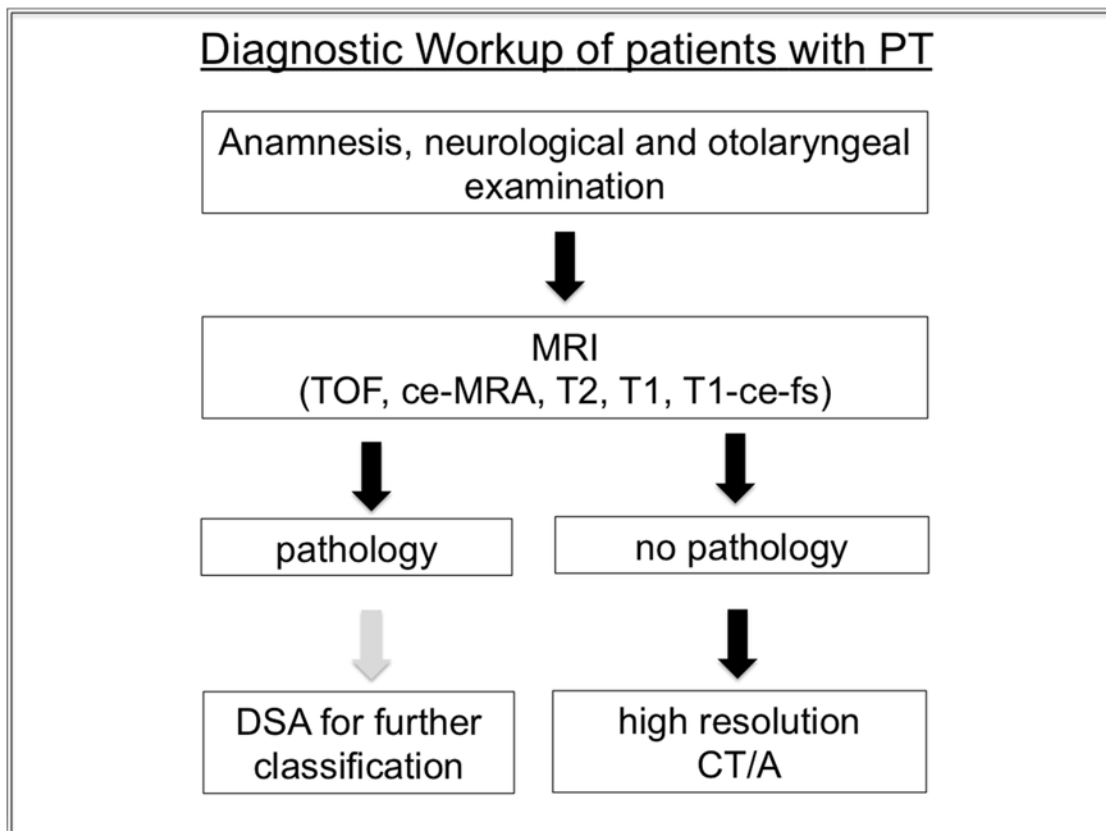 Diagnostic Workup of patients with PT
Anamnesis, neurological and otolaryngeal
examination
MRI
(TOF, ce-MRA, T2, T1, T1-ce-fs)
pathology
no pathology
DSA for further
classification
high resolution
CT/A